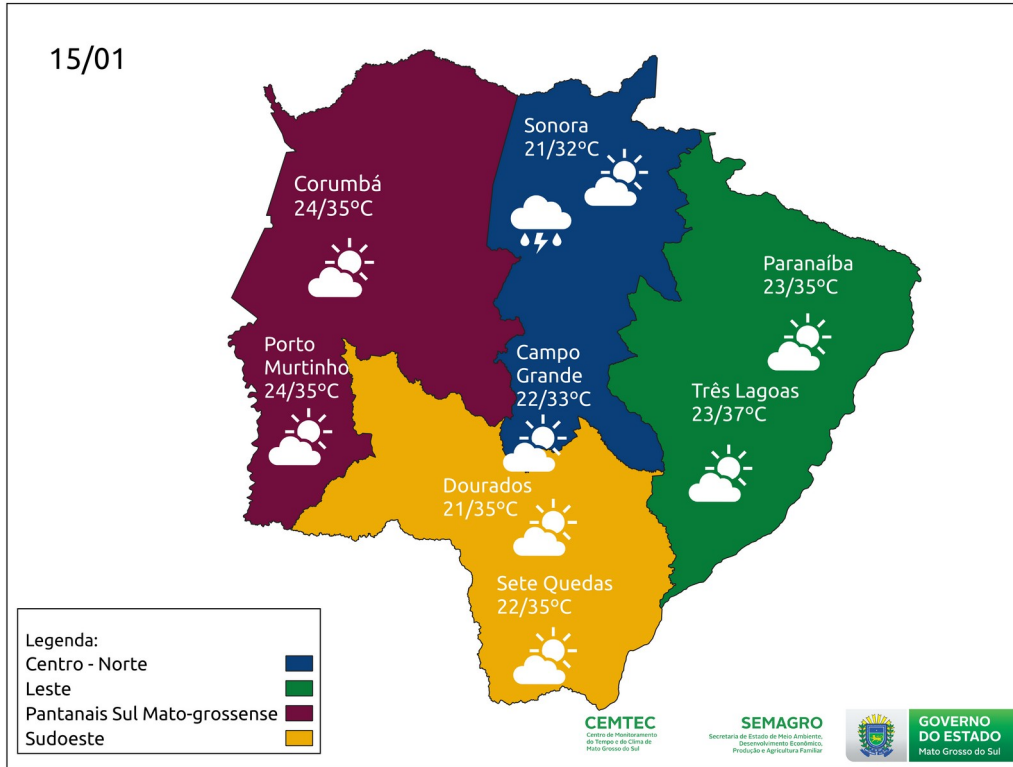 15/01
Sonora
21/32ºC
Corumbá
24/35ºC
Paranaíba
23/35ºC
Porto
Murtinho
24/35ºC
Campo
Grande
22/33ºC
Três Lagoas
23/37ºC
Dourados
21/35ºC
Sete Quedas
22/35ºC
Legenda:
Centro - Norte
Leste
Pantanais Sul Mato-grossense
Sudoeste
CEMTEC
Centro de Monitoramento
do Tempo e do Clima de
Mato Grosso do Sul
SEMAGRO
Secretaria de Estado de Meio Ambiente,
Desenvolvimento Econômico,
Produção e Agricultura Familiar
GOVERNO
DO ESTADO
Mato Grosso do Sul